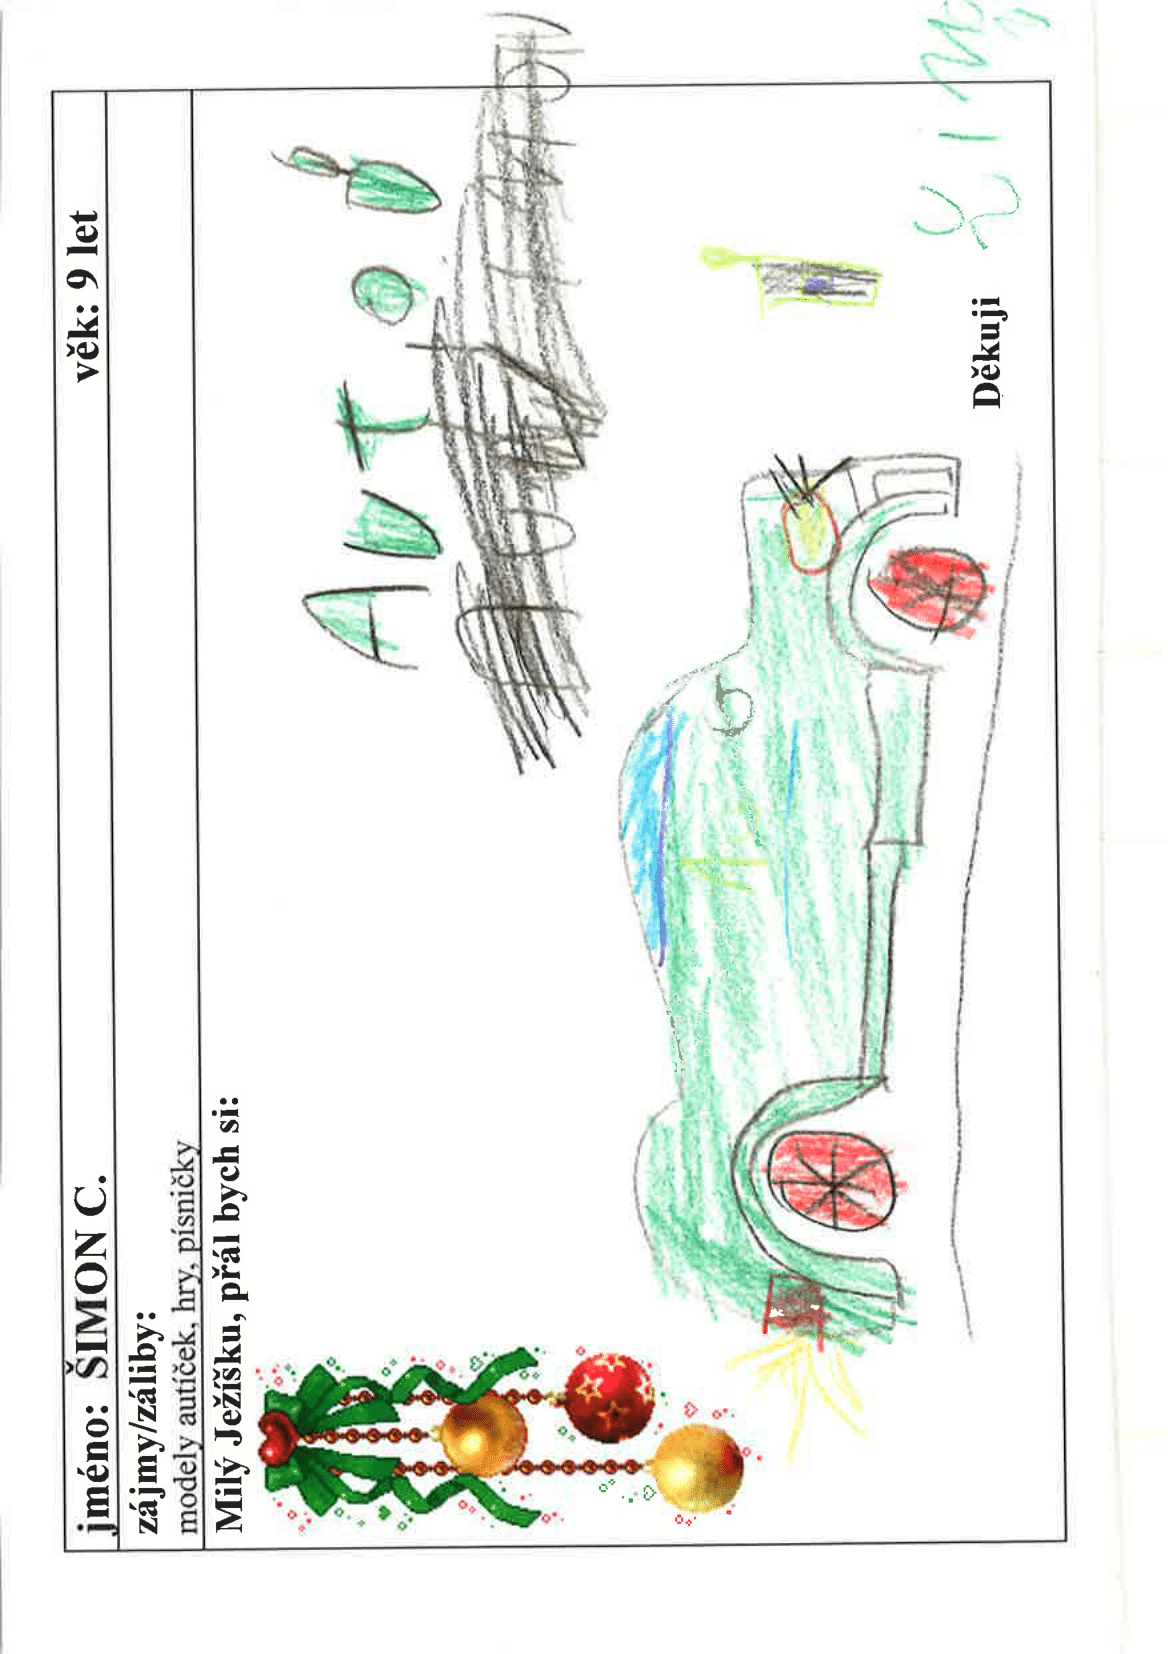 jméno: ŠIMON C. věk: 9 let
zájmy/záliby:
modely autíček, hry, písničky
Milý Ježíšku, přál bych si:
AUTO
Děkuji